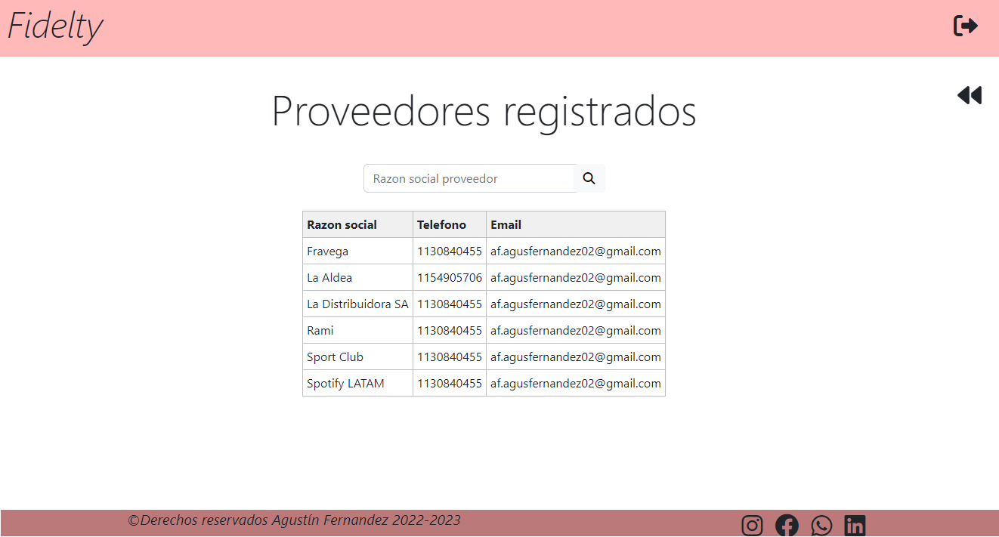 Fidelty
Proveedores registrados
Razon social proveedor
Razon social Telefono Email
Fravega 1130840455 af.agusfernandez02@gmail.com
La Aldea 1154905706 af.agusfernandez02@gmail.com
La Distribuidora SA 1130840455 af.agusfernandez02@gmail.com
Rami 1130840455 af.agusfernandez02@gmail.com
Sport Club 1130840455 af.agusfernandez02@gmail.com
Spotify LATAM 1130840455 af.agusfernandez02@gmail.com
©Derechos reservados Agustín Fernandez 2022-2023